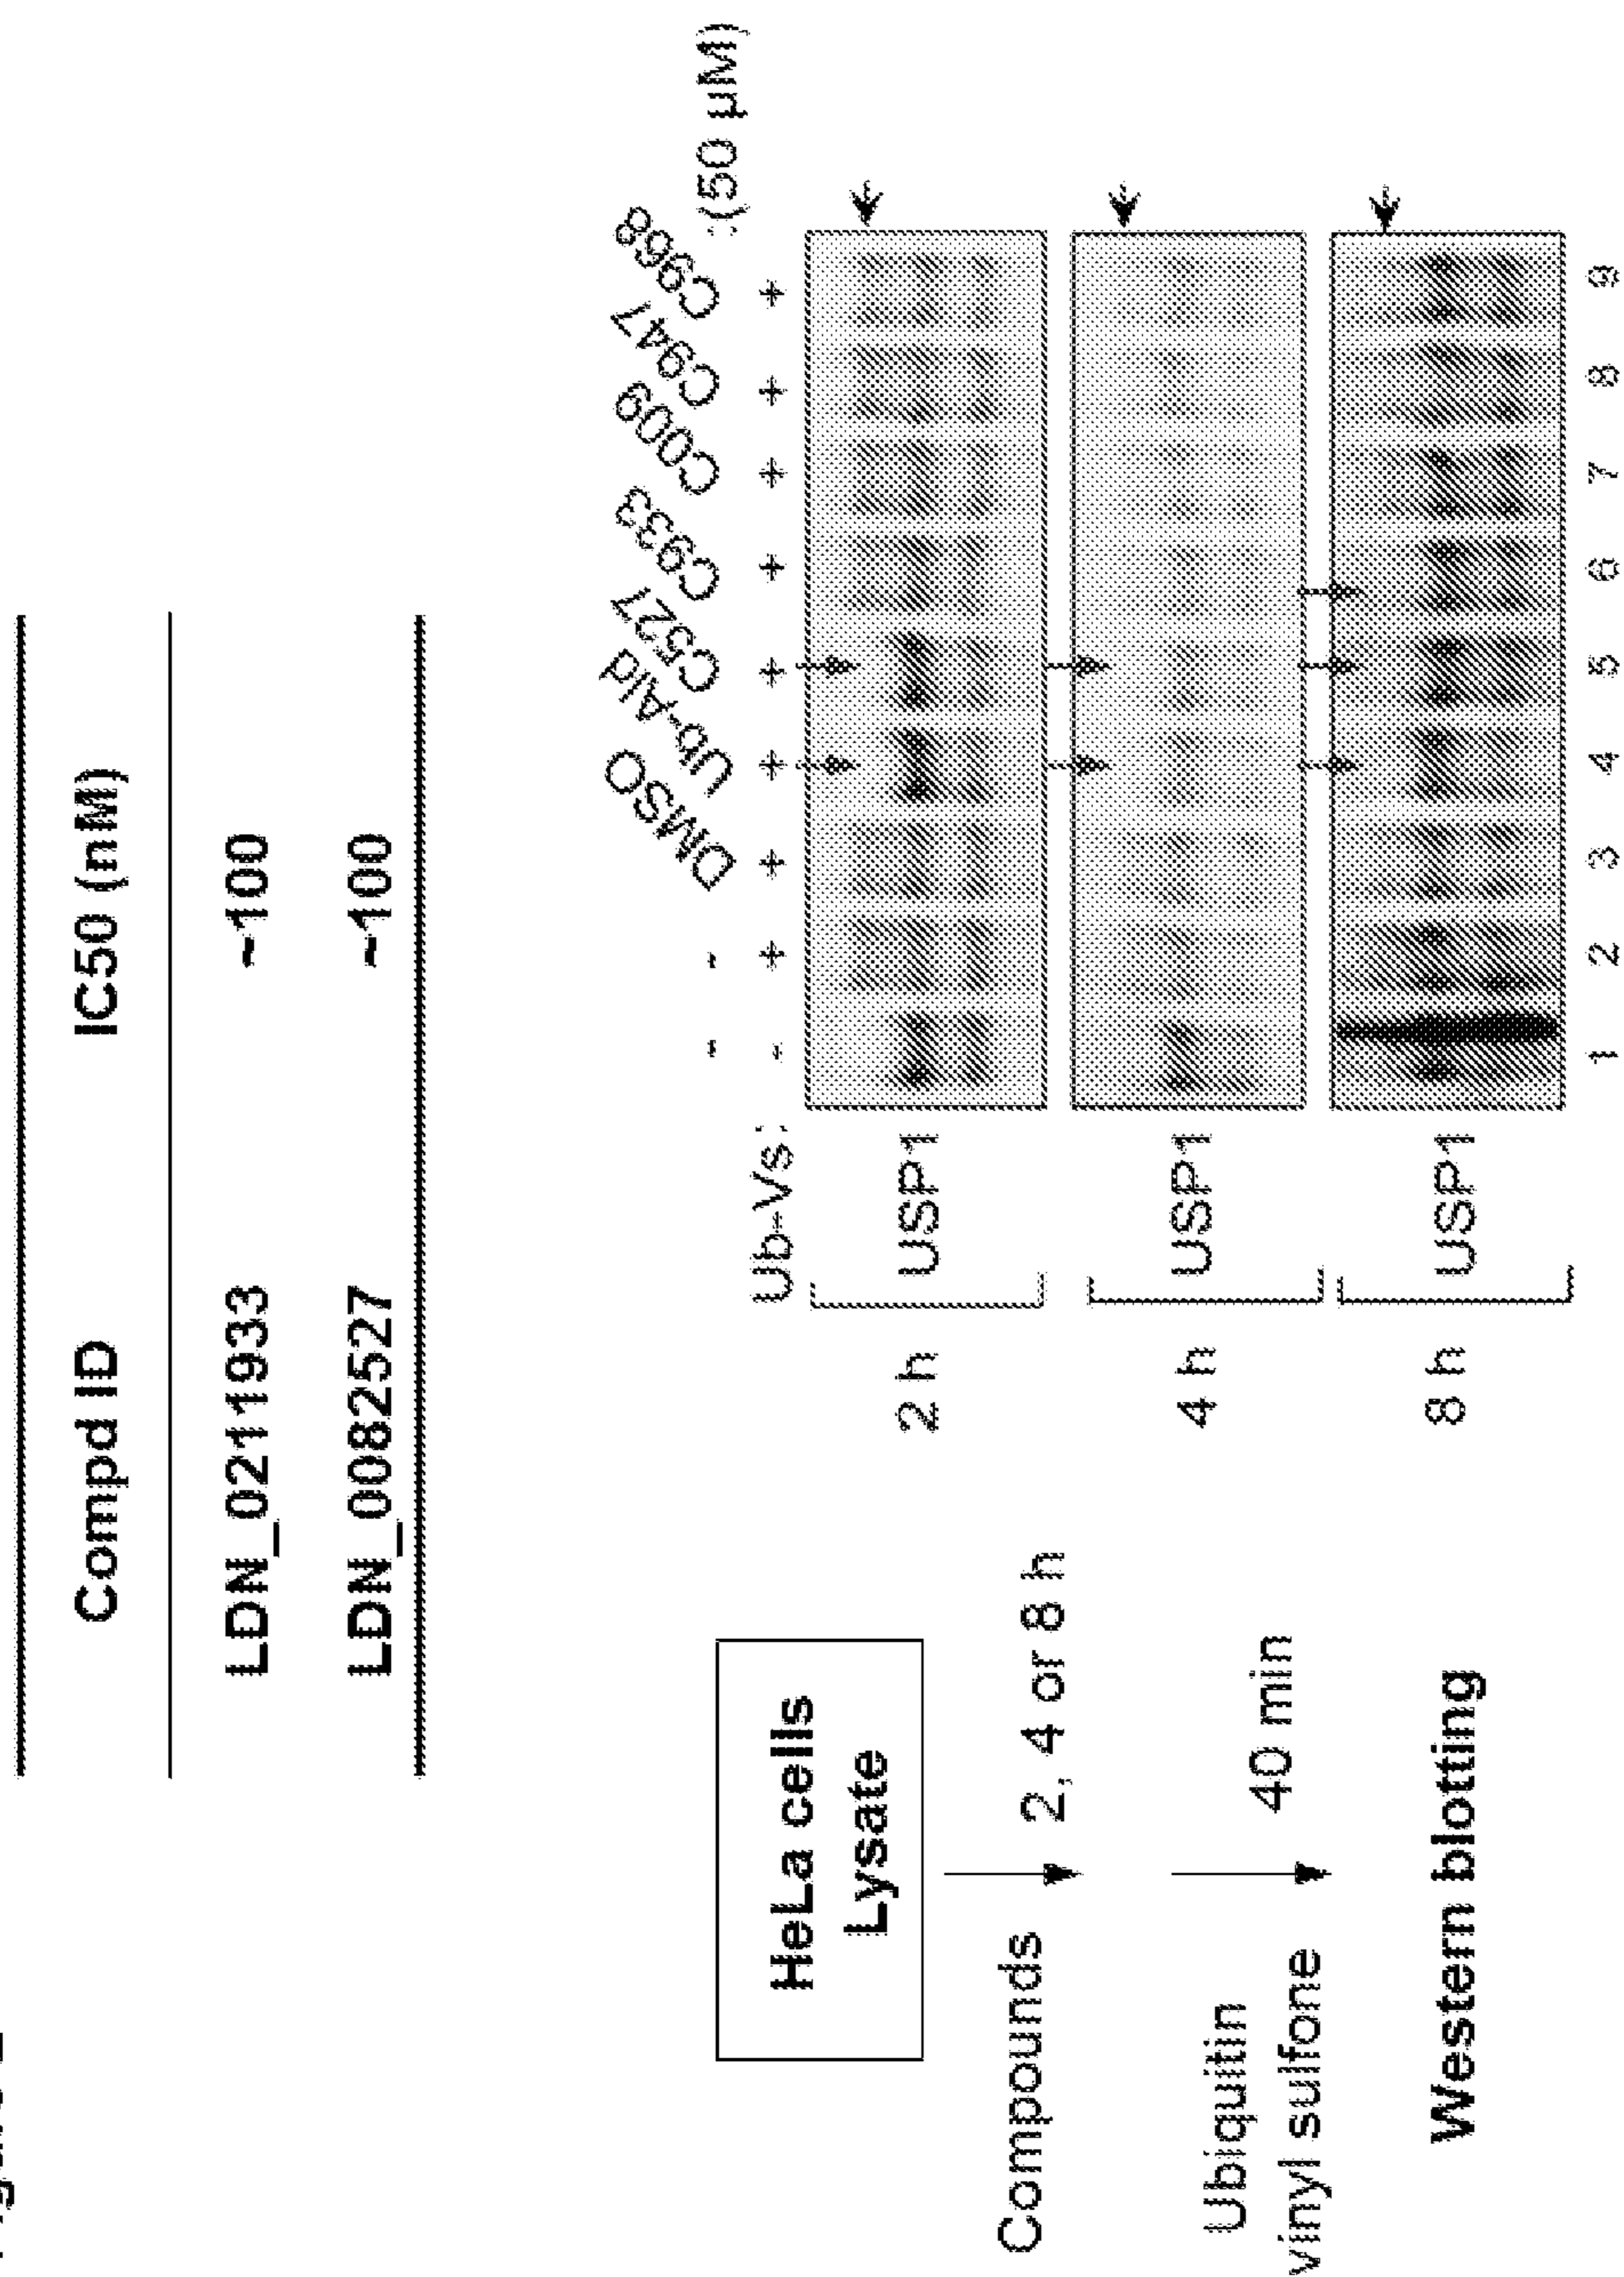 Compd ID IC50 (nM)
LDN_0211933 ~100
LDN_0082527 ~100
HeLa cells
Lysate
Compounds 2, 4 or 8 h
Ubiquitin
vinyl sulfone 40 min
Western blotting
- - DMSO Ub-Ald C527 C933 C009 C947 C968 :(50 µM)
Ub-Vs: - + + + + + + + +
2 h USP1
4 h USP1
8 h USP1
1 2 3 4 5 6 7 8 9